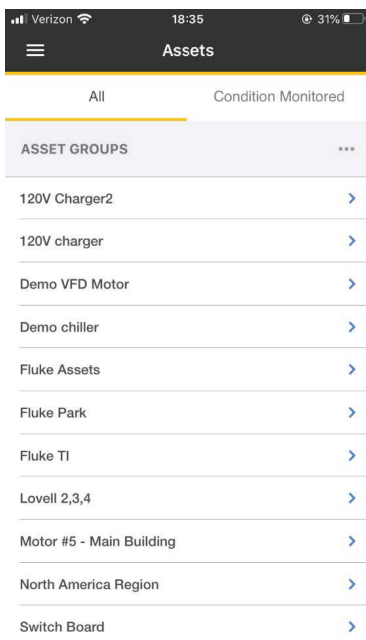 Verizon 18:35 31%
Assets
All Condition Monitored
ASSET GROUPS
120V Charger2
120V charger
Demo VFD Motor
Demo chiller
Fluke Assets
Fluke Park
Fluke TI
Lovell 2,3,4
Motor #5 - Main Building
North America Region
Switch Board